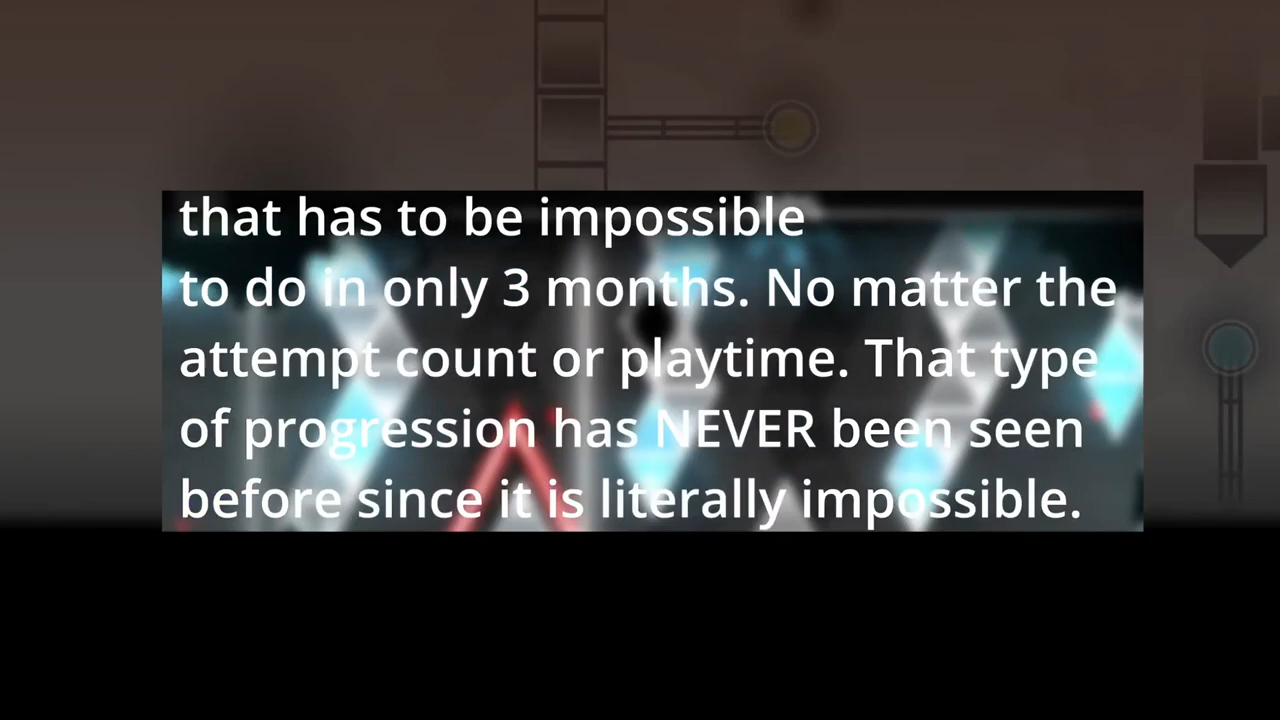 that has to be impossible
to do in only 3 months. No matter the
attempt count or playtime. That type
of progression has NEVER been seen
before since it is literally impossible.